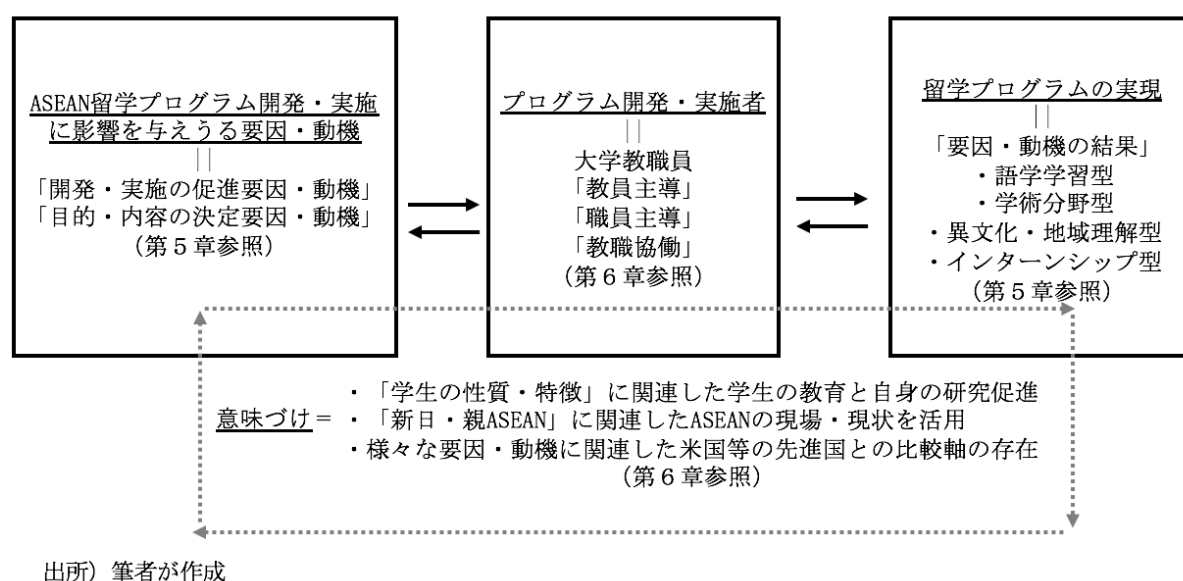 ASEAN留学プログラム開発・実施
に影響を与えうる要因・動機
||
「開発・実施の促進要因・動機」
「目的・内容の決定要因・動機」
(第5章参照)
プログラム開発・実施者
||
大学教職員
「教員主導」
「職員主導」
「教職協働」
(第6章参照)
留学プログラムの実現
||
「要因・動機の結果」
・語学学習型
・学術分野型
・異文化・地域理解型
・インターンシップ型
(第5章参照)
意味づけ=
・「学生の性質・特徴」に関連した学生の教育と自身の研究促進
・「新日・親ASEAN」に関連したASEANの現場・現状を活用
・様々な要因・動機に関連した米国等の先進国との比較軸の存在
(第6章参照)
出所)筆者が作成